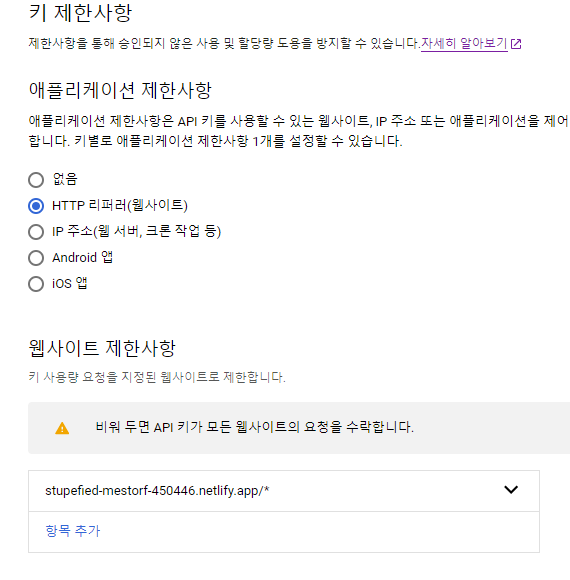 키 제한사항
제한사항을 통해 승인되지 않은 사용 및 할당량 도용을 방지할 수 있습니다.자세히 알아보기
애플리케이션 제한사항
애플리케이션 제한사항은 API 키를 사용할 수 있는 웹사이트, IP 주소 또는 애플리케이션을 제어
합니다. 키별로 애플리케이션 제한사항 1개를 설정할 수 있습니다.
없음
HTTP 리퍼러(웹사이트)
IP 주소(웹 서버, 크론 작업 등)
Android 앱
iOS 앱
웹사이트 제한사항
키 사용량 요청을 지정된 웹사이트로 제한합니다.
비워 두면 API 키가 모든 웹사이트의 요청을 수락합니다.
stupefied-mestorf-450446.netlify.app/*
항목 추가